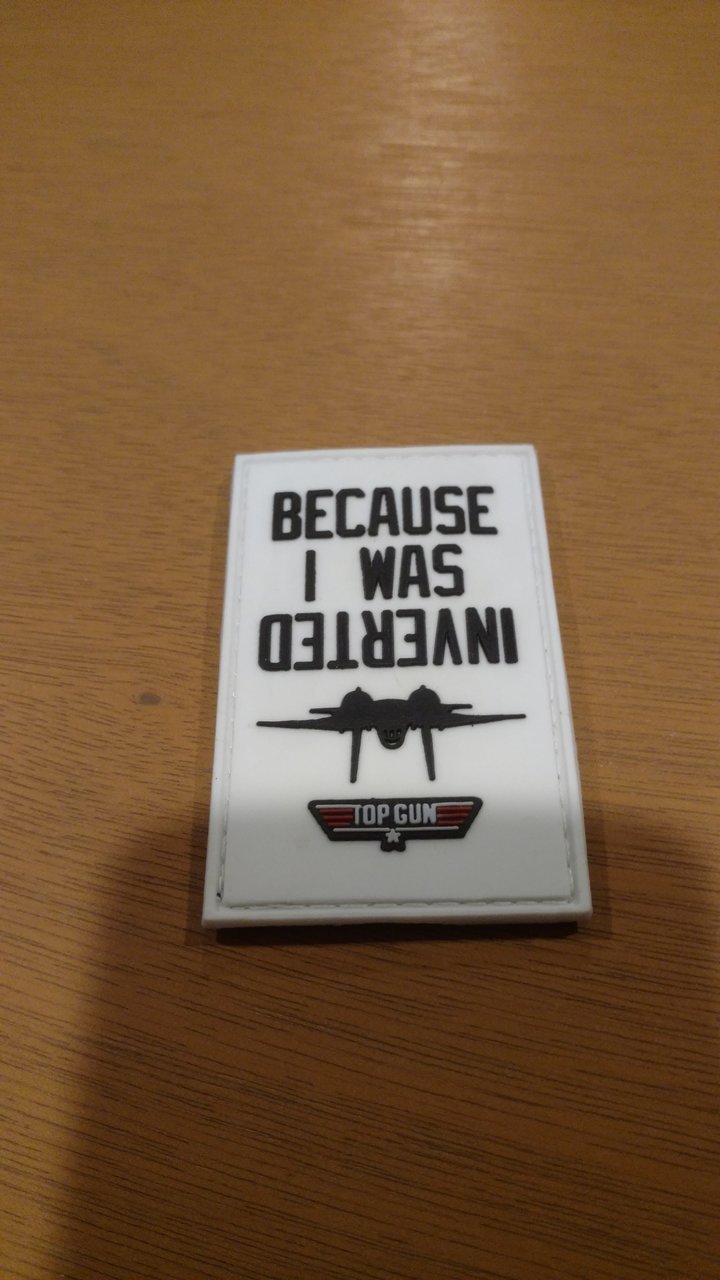 BECAUSE
I WAS
INVERTED
TOP GUN